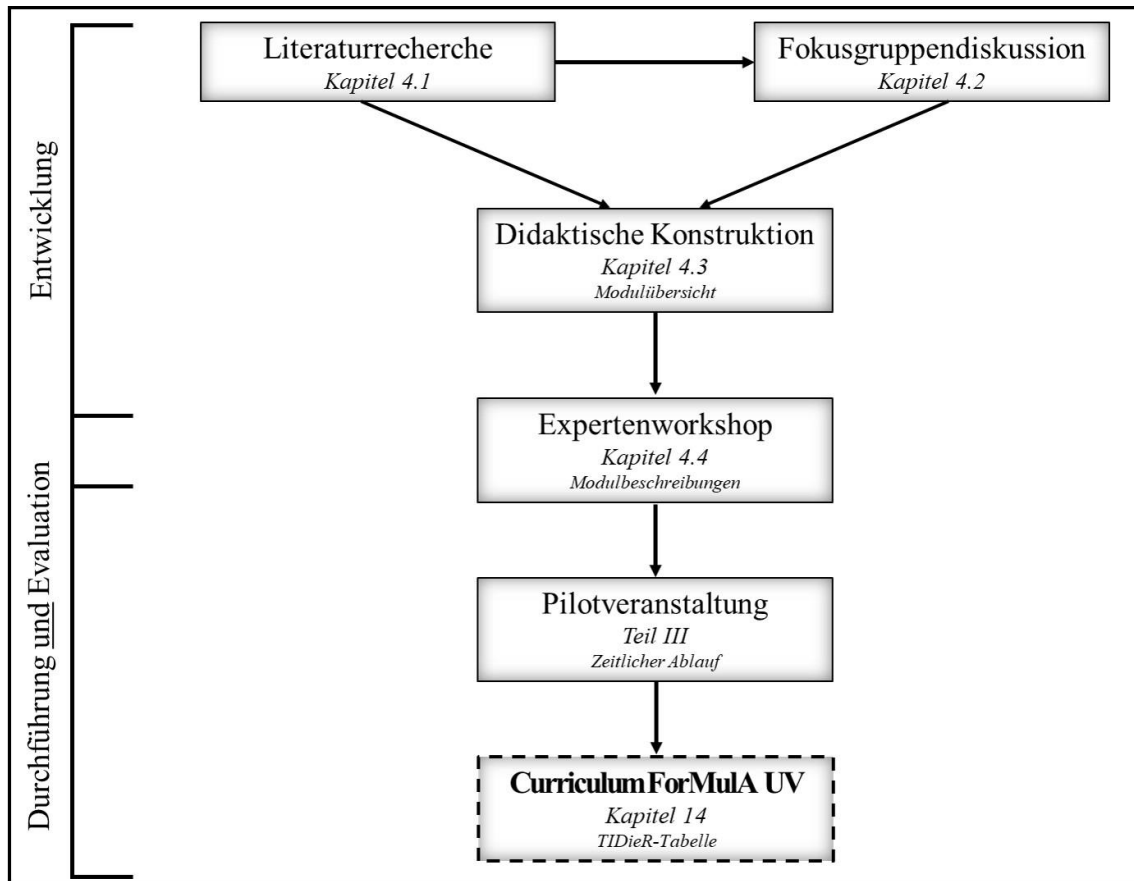 Literaturrecherche
Kapitel 4.1
Fokusgruppendiskussion
Kapitel 4.2
Entwicklung
Didaktische Konstruktion
Kapitel 4.3
Modulübersicht
Expertenworkshop
Kapitel 4.4
Modulbeschreibungen
Durchführung und Evaluation
Pilotveranstaltung
Teil III
Zeitlicher Ablauf
Curriculum ForMulA UV
Kapitel 14
TIDieR-Tabelle